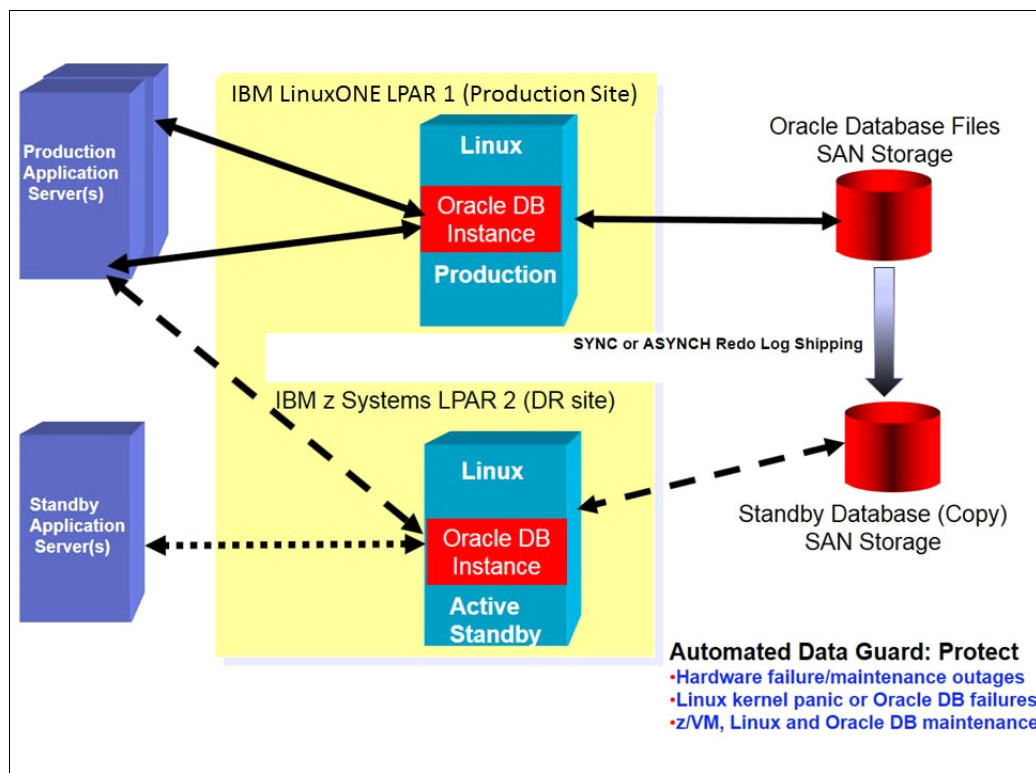 IBM LinuxONE LPAR 1 (Production Site)
Production
Application
Server(s)
Linux
Oracle DB
Instance
Production
Oracle Database Files
SAN Storage
SYNC or ASYNCH Redo Log Shipping
IBM z Systems LPAR 2 (DR site)
Standby
Application
Server(s)
Linux
Oracle DB
Instance
Active
Standby
Standby Database (Copy)
SAN Storage
Automated Data Guard: Protect
•Hardware failure/maintenance outages
•Linux kernel panic or Oracle DB failures
•z/VM, Linux and Oracle DB maintenance